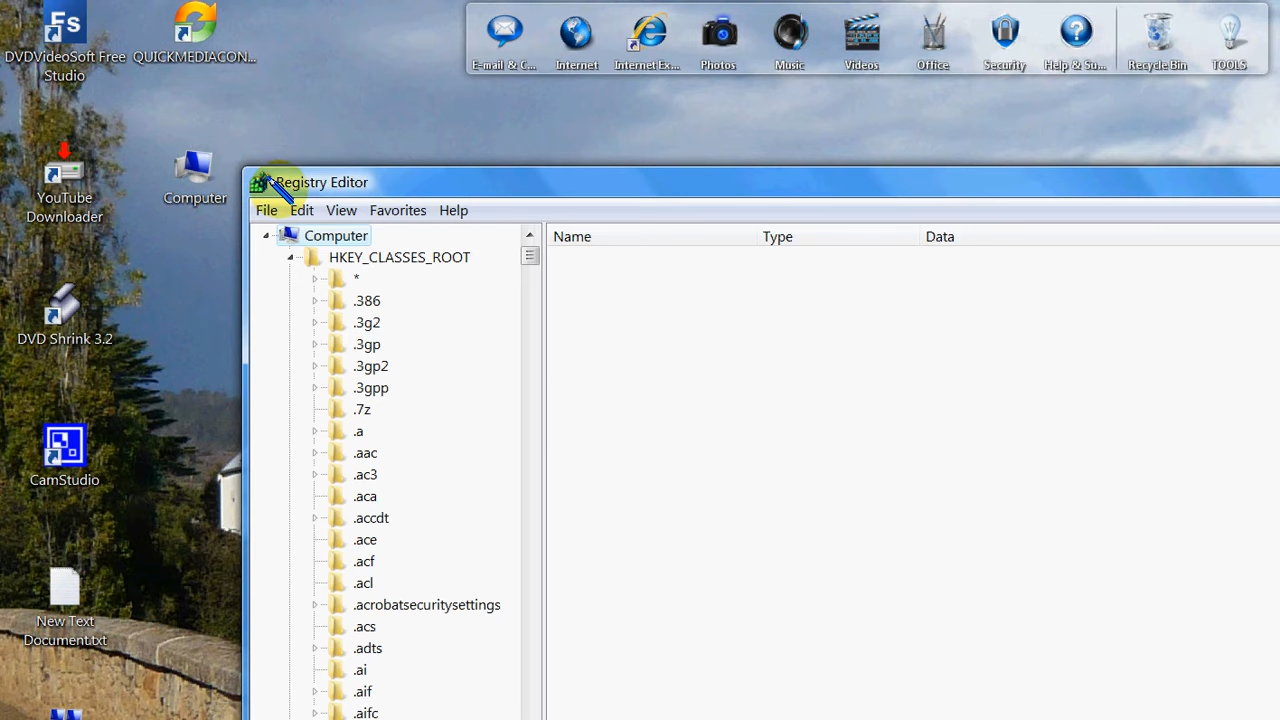 Fs
DVDVideoSoft Free
Studio
QUICKMEDIACON...
E-mail & C...
Internet
Internet Ex...
Photos
Music
Videos
Office
Security
Help & Su...
Recycle Bin
TOOLS
YouTube
Downloader
Computer
DVD Shrink 3.2
CamStudio
New Text
Document.txt
Registry Editor
File Edit View Favorites Help
Computer
Name Type Data
HKEY_CLASSES_ROOT
*
.386
.3g2
.3gp
.3gp2
.3gpp
.7z
.a
.aac
.ac3
.aca
.accdt
.ace
.acf
.acl
.acrobatsecuritysettings
.acs
.adts
.ai
.aif
.aifc